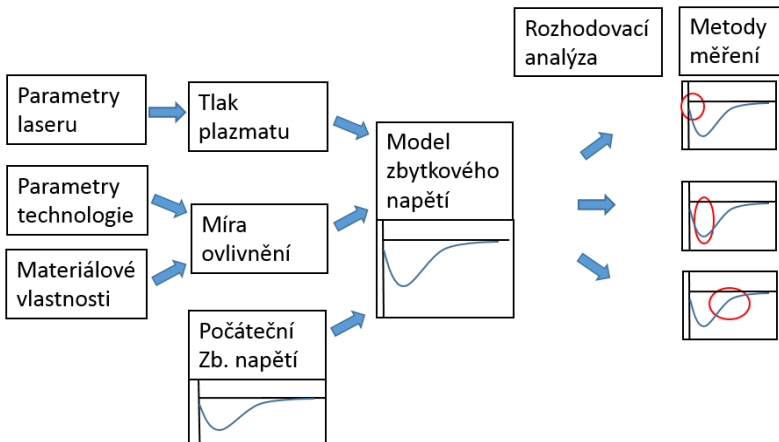 Parametry
laseru
Tlak
plazmatu
Parametry
technologie
Materiálové
vlastnosti
Míra
ovlivnění
Počáteční
Zb. napětí
Model
zbytkového
napětí
Rozhodovací
analýza
Metody
měření